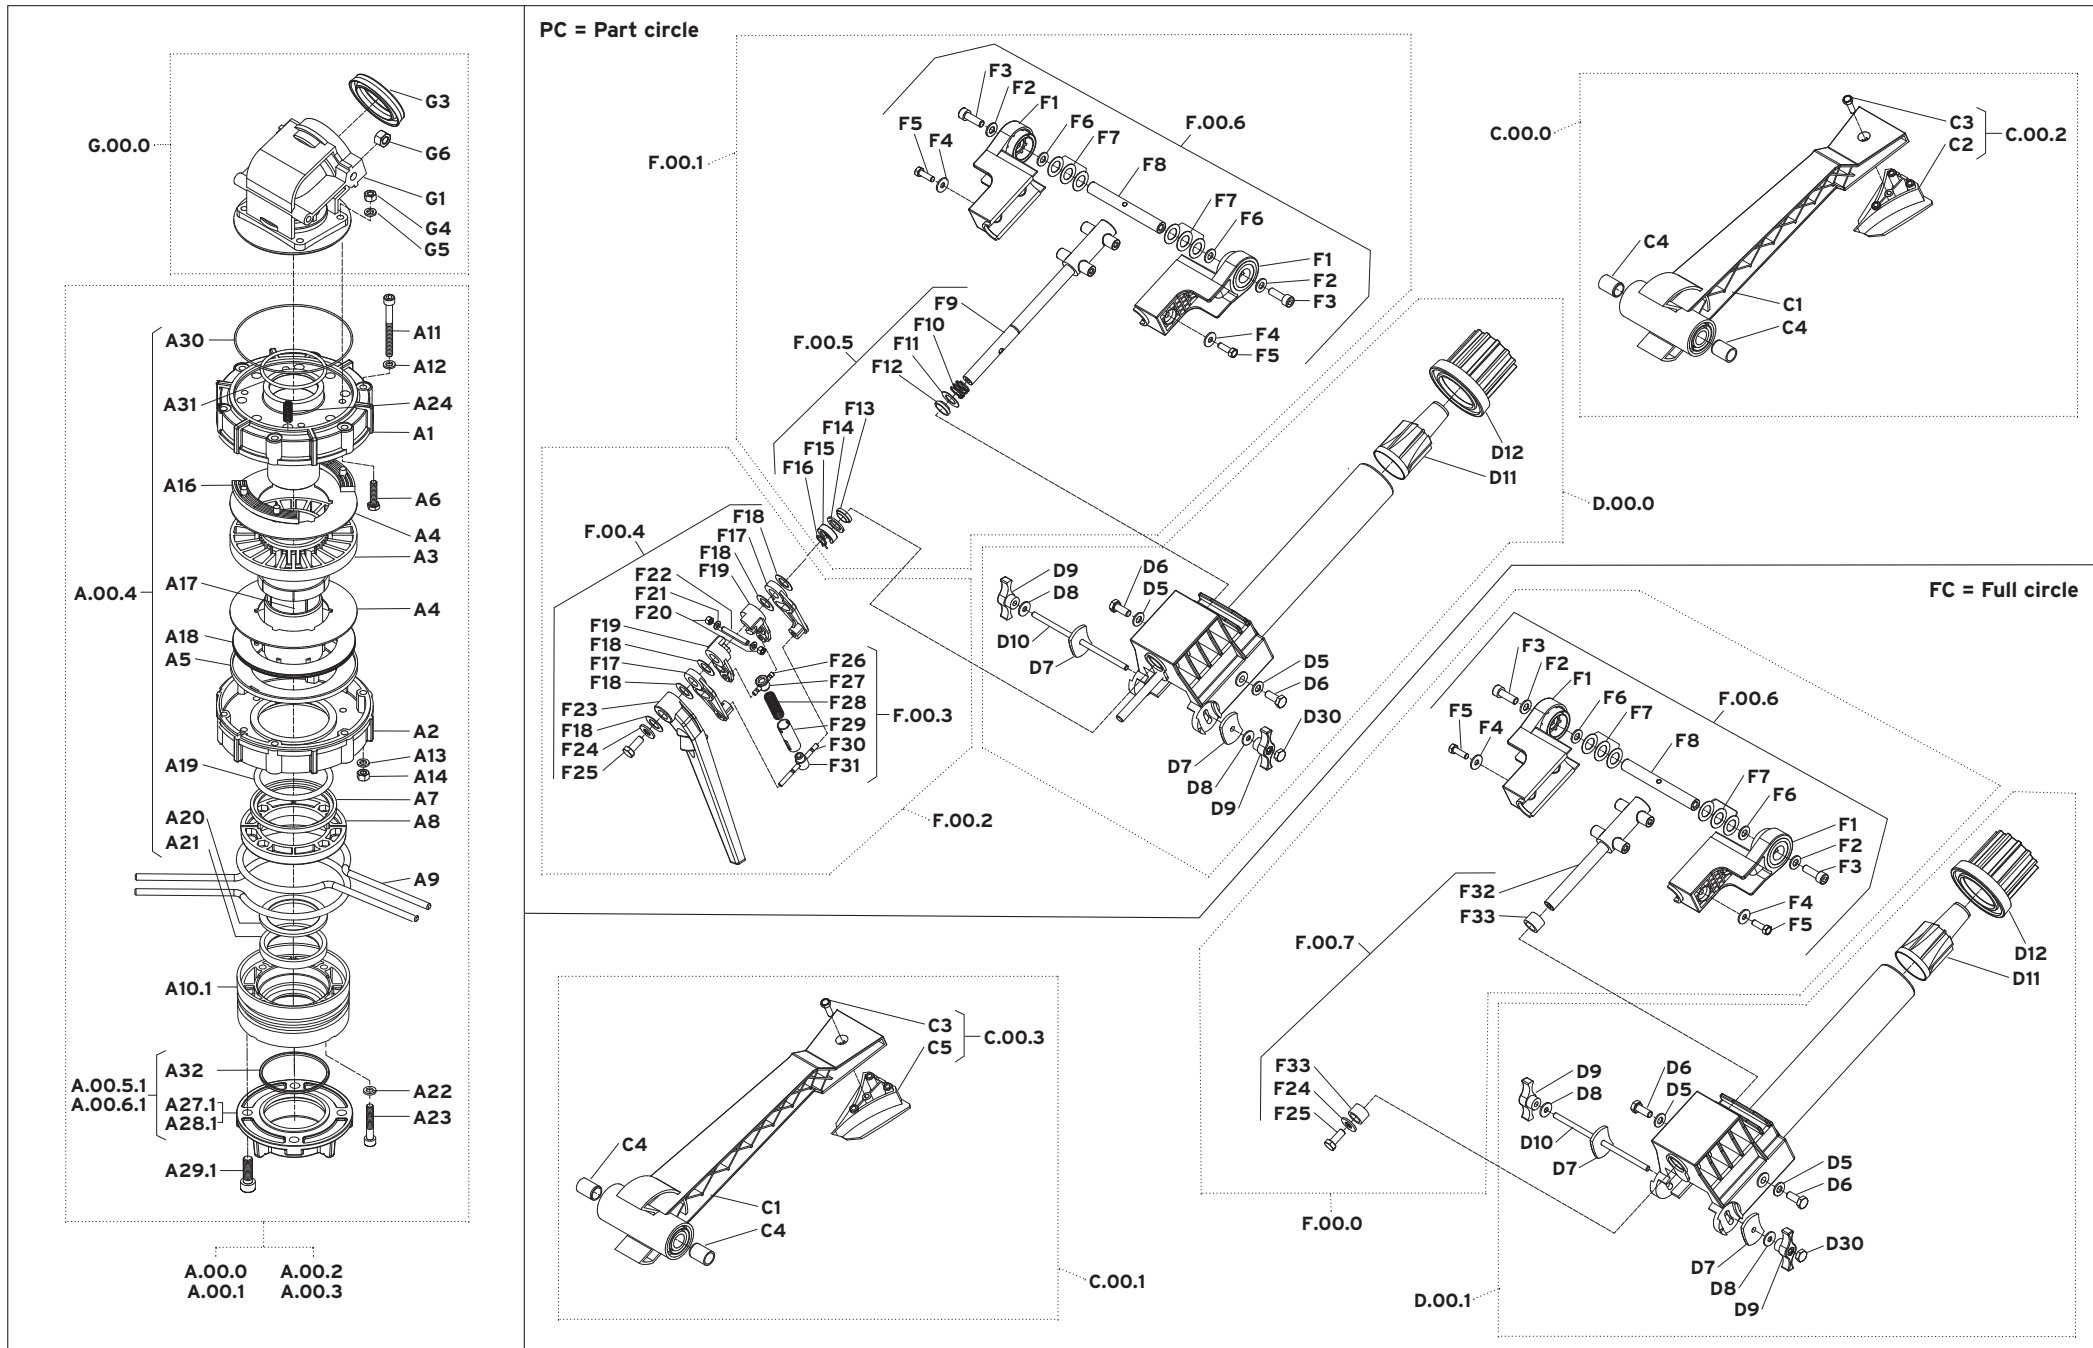 PC = Part circle
G3
G6
G.00.0
G1
G4
G5
A30
A11
A12
A31
A24
A1
A16
A6
A4
A3
A.00.4
A17
A4
A18
A5
A2
A19
A13
A14
A7
A20
A8
A21
A9
A10.1
A32
A.00.5.1
A.00.6.1
A27.1
A28.1
A22
A23
A29.1
A.00.0
A.00.1
A.00.2
A.00.3
F3
F2
F1
F5
F4
F6
F7
F.00.6
F.00.1
F8
F7
F6
F1
F2
F3
F4
F5
F9
F10
F11
F12
F.00.5
F13
F14
F15
F16
F.00.4
F18
F17
F18
F19
F22
F21
F20
F19
F18
F17
F18
F23
F18
F24
F25
F26
F27
F28
F29
F30
F31
F.00.3
F.00.2
D12
D11
D.00.0
D9
D8
D6
D5
D10
D7
D5
D6
D7
D8
D9
D30
C.00.0
C3
C2
C.00.2
C4
C1
C4
FC = Full circle
F3
F2
F1
F5
F4
F6
F7
F.00.6
F8
F7
F6
F1
F2
F3
F4
F5
F32
F33
F.00.7
F33
F24
F25
F.00.0
D12
D11
D9
D8
D6
D5
D10
D7
D5
D6
D7
D8
D9
D30
D.00.1
C3
C5
C.00.3
C4
C1
C4
C.00.1